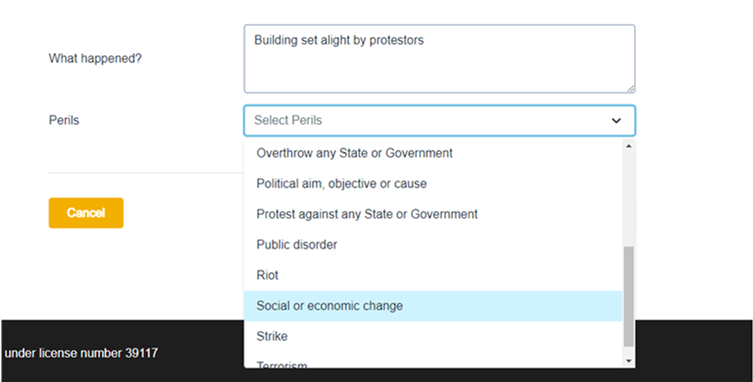 What happened?
Building set alight by protestors
Perils
Select Perils
Overthrow any State or Government
Political aim, objective or cause
Protest against any State or Government
Public disorder
Riot
Social or economic change
Strike
Terrorism
Cancel
under license number 39117